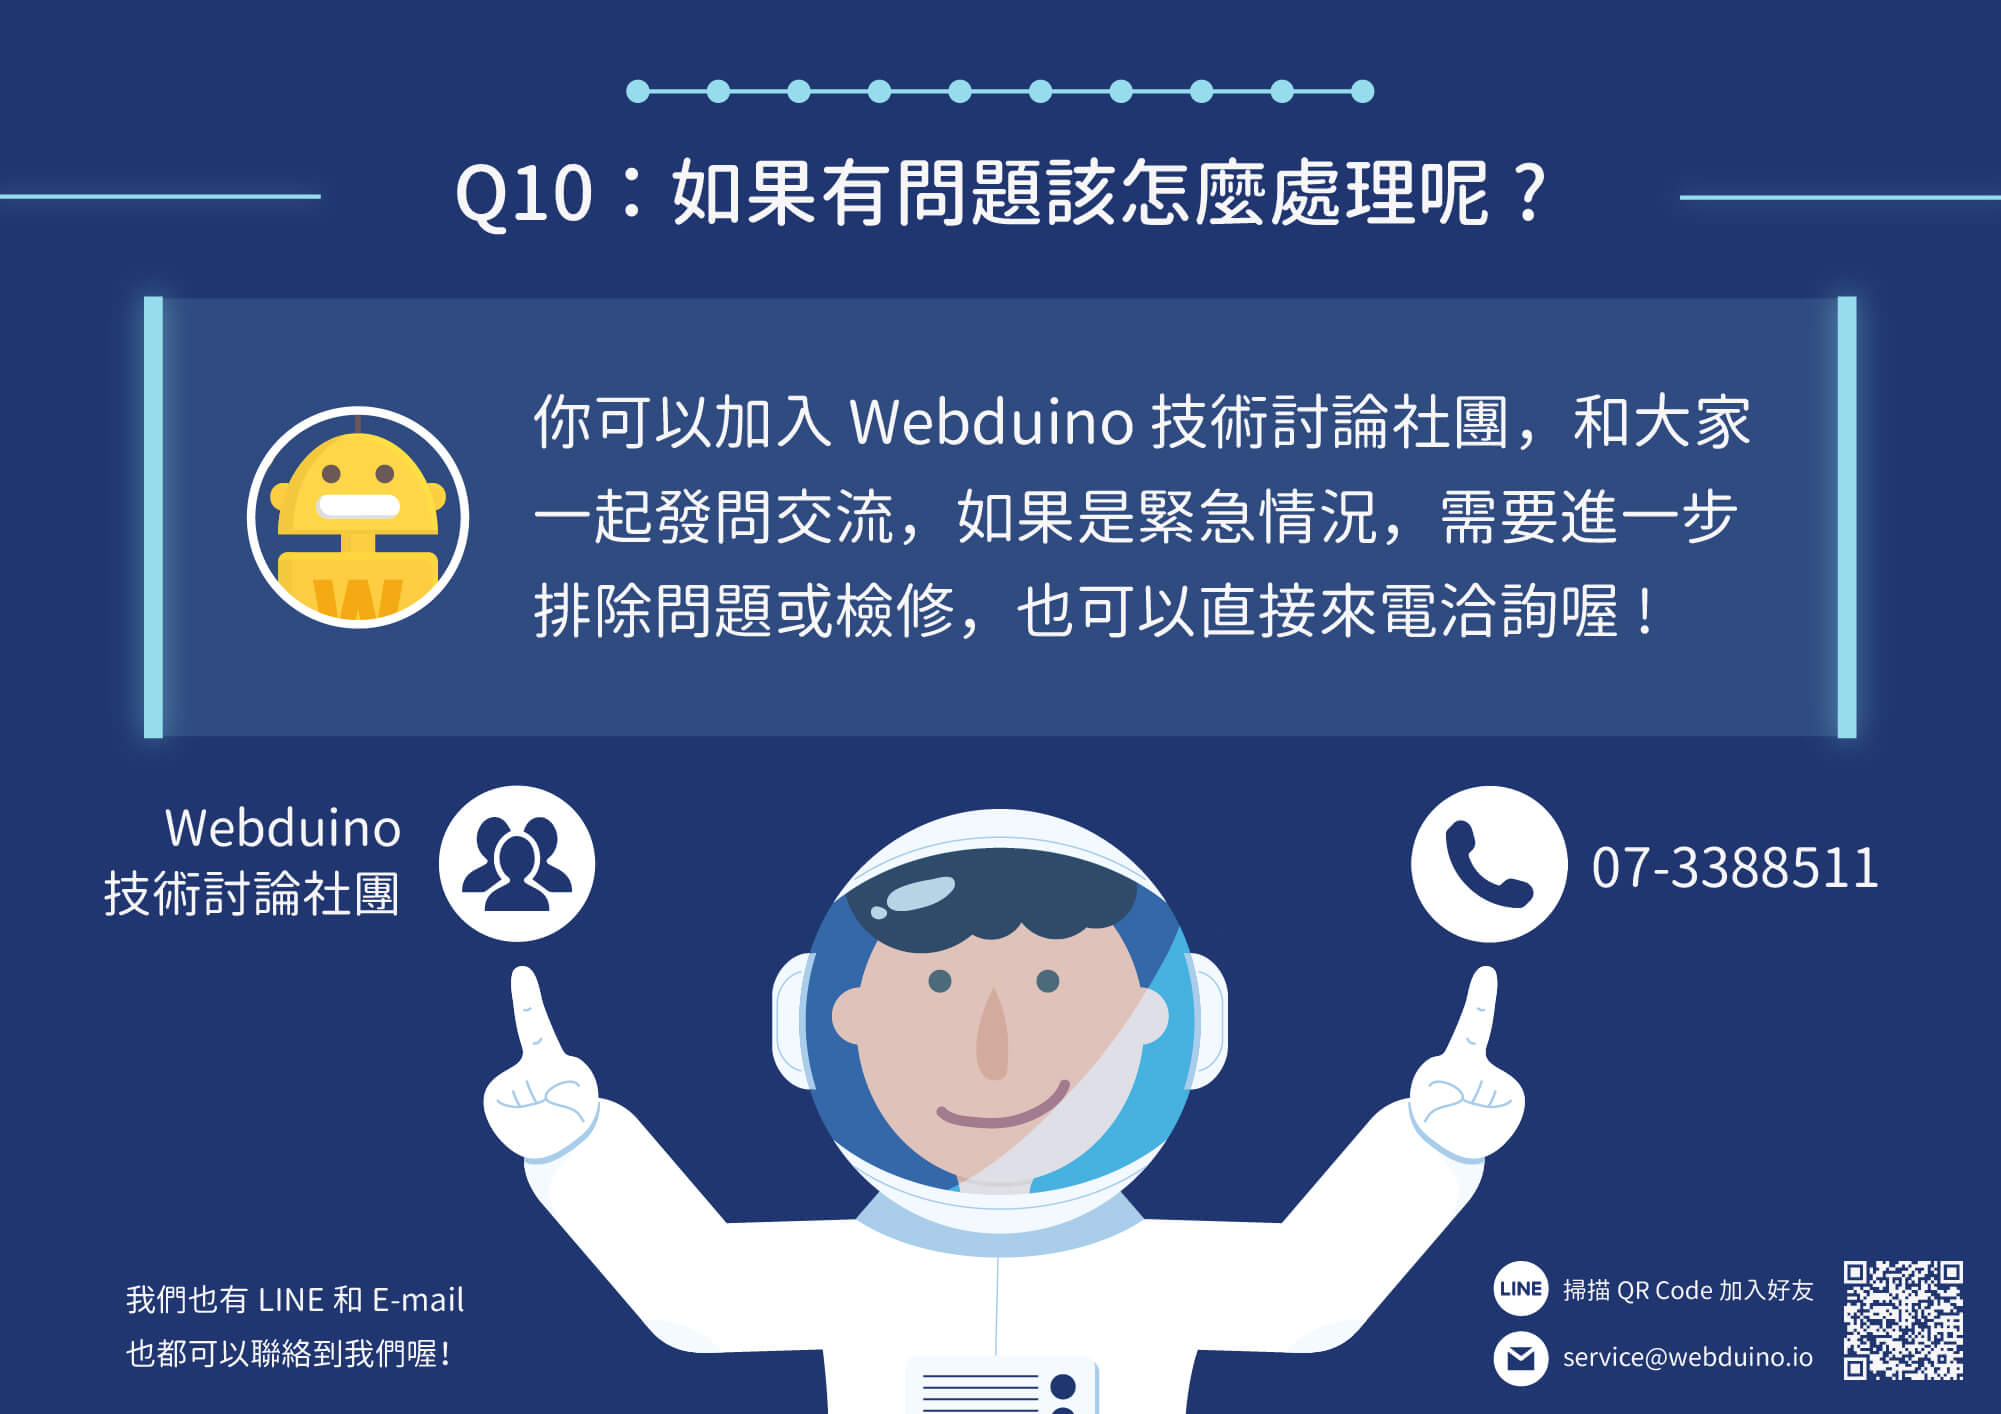 Q10：如果有問題該怎麼處理呢？
你可以加入 Webduino 技術討論社團，和大家
一起發問交流，如果是緊急情況，需要進一步
排除問題或檢修，也可以直接來電洽詢喔！
W
Webduino
技術討論社團
07-3388511
我們也有 LINE 和 E-mail
也都可以聯絡到我們喔！
LINE 掃描 QR Code 加入好友
service@webduino.io